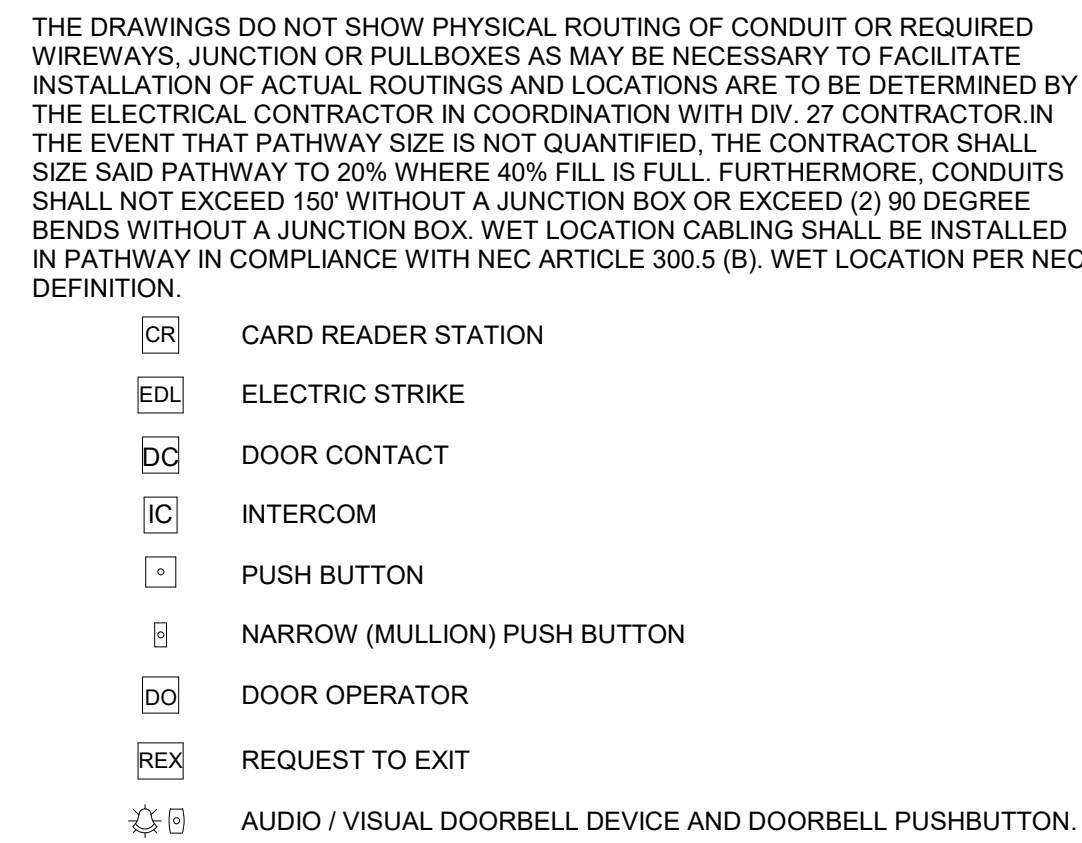 THE DRAWINGS DO NOT SHOW PHYSICAL ROUTING OF CONDUIT OR REQUIRED
WIREWAYS, JUNCTION OR PULLBOXES AS MAY BE NECESSARY TO FACILITATE
INSTALLATION OF ACTUAL ROUTINGS AND LOCATIONS ARE TO BE DETERMINED BY
THE ELECTRICAL CONTRACTOR IN COORDINATION WITH DIV. 27 CONTRACTOR.IN
THE EVENT THAT PATHWAY SIZE IS NOT QUANTIFIED, THE CONTRACTOR SHALL
SIZE SAID PATHWAY TO 20% WHERE 40% FILL IS FULL. FURTHERMORE, CONDUITS
SHALL NOT EXCEED 150' WITHOUT A JUNCTION BOX OR EXCEED (2) 90 DEGREE
BENDS WITHOUT A JUNCTION BOX. WET LOCATION CABLING SHALL BE INSTALLED
IN PATHWAY IN COMPLIANCE WITH NEC ARTICLE 300.5 (B). WET LOCATION PER NEC
DEFINITION.
CR CARD READER STATION
EDL ELECTRIC STRIKE
DC DOOR CONTACT
IC INTERCOM
PUSH BUTTON
NARROW (MULLION) PUSH BUTTON
DO DOOR OPERATOR
REX REQUEST TO EXIT
AUDIO / VISUAL DOORBELL DEVICE AND DOORBELL PUSHBUTTON.